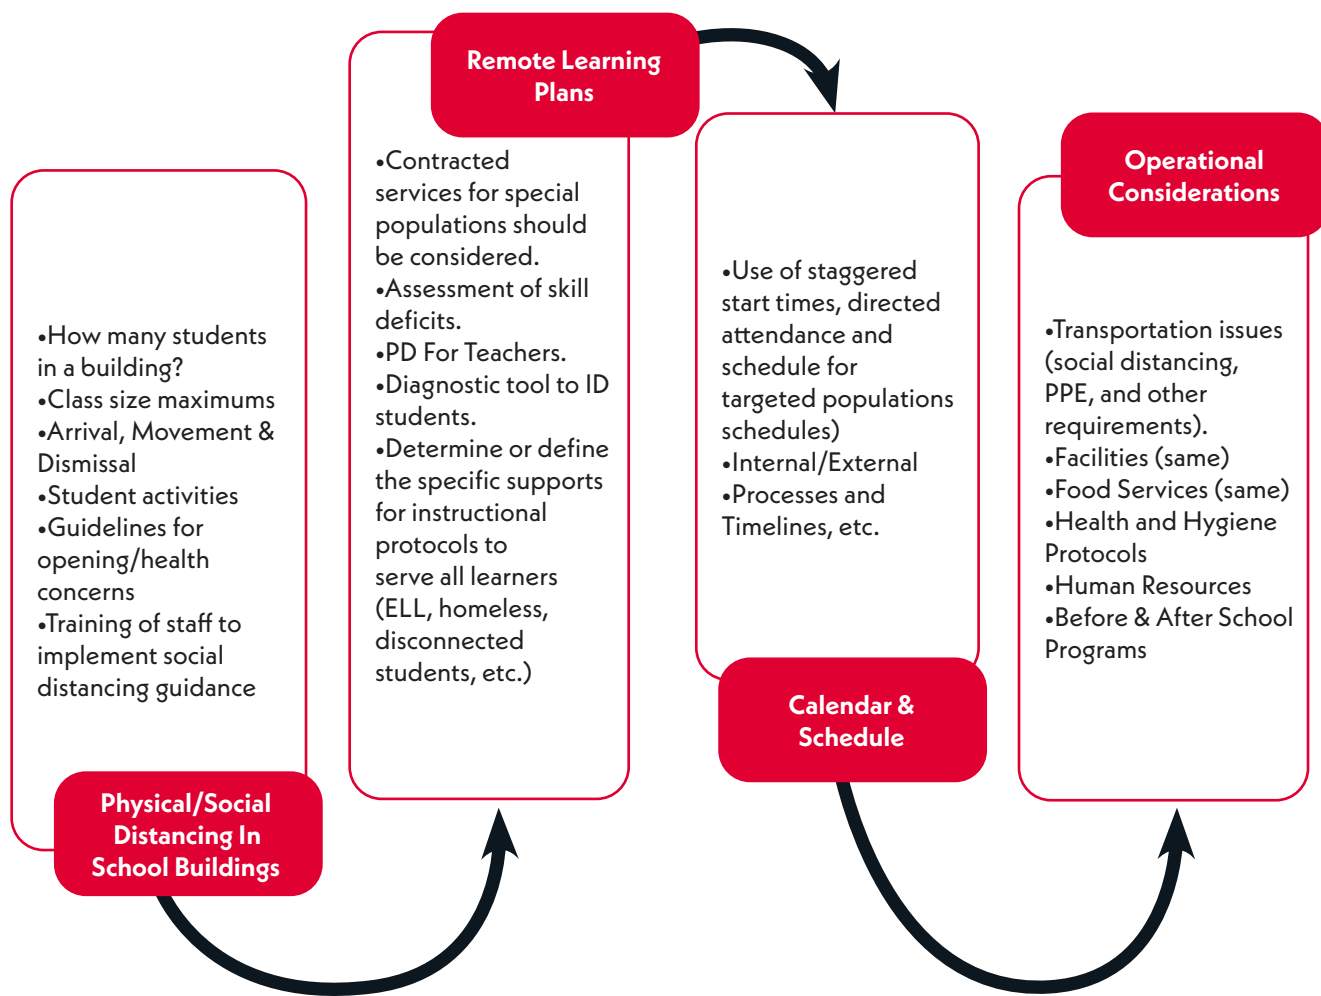 •How many students
in a building?
•Class size maximums
•Arrival, Movement &
Dismissal
•Student activities
•Guidelines for
opening/health
concerns
•Training of staff to
implement social
distancing guidance
Physical/Social
Distancing In
School Buildings
Remote Learning
Plans
•Contracted
services for special
populations should
be considered.
•Assessment of skill
deficits.
•PD For Teachers.
•Diagnostic tool to ID
students.
•Determine or define
the specific supports
for instructional
protocols to
serve all learners
(ELL, homeless,
disconnected
students, etc.)
•Use of staggered
start times, directed
attendance and
schedule for
targeted populations
schedules)
•Internal/External
•Processes and
Timelines, etc.
Calendar &
Schedule
Operational
Considerations
•Transportation issues
(social distancing,
PPE, and other
requirements).
•Facilities (same)
•Food Services (same)
•Health and Hygiene
Protocols
•Human Resources
•Before & After School
Programs